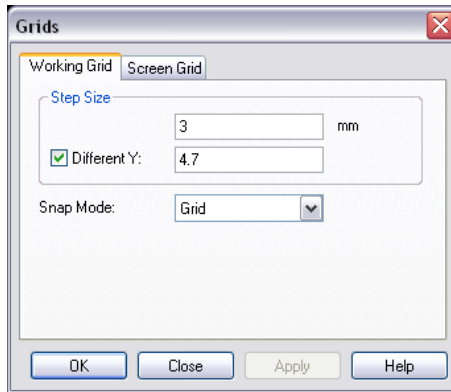 Grids
Working Grid Screen Grid
Step Size
3 mm
Different Y: 4.7
Snap Mode: Grid
OK Close Apply Help